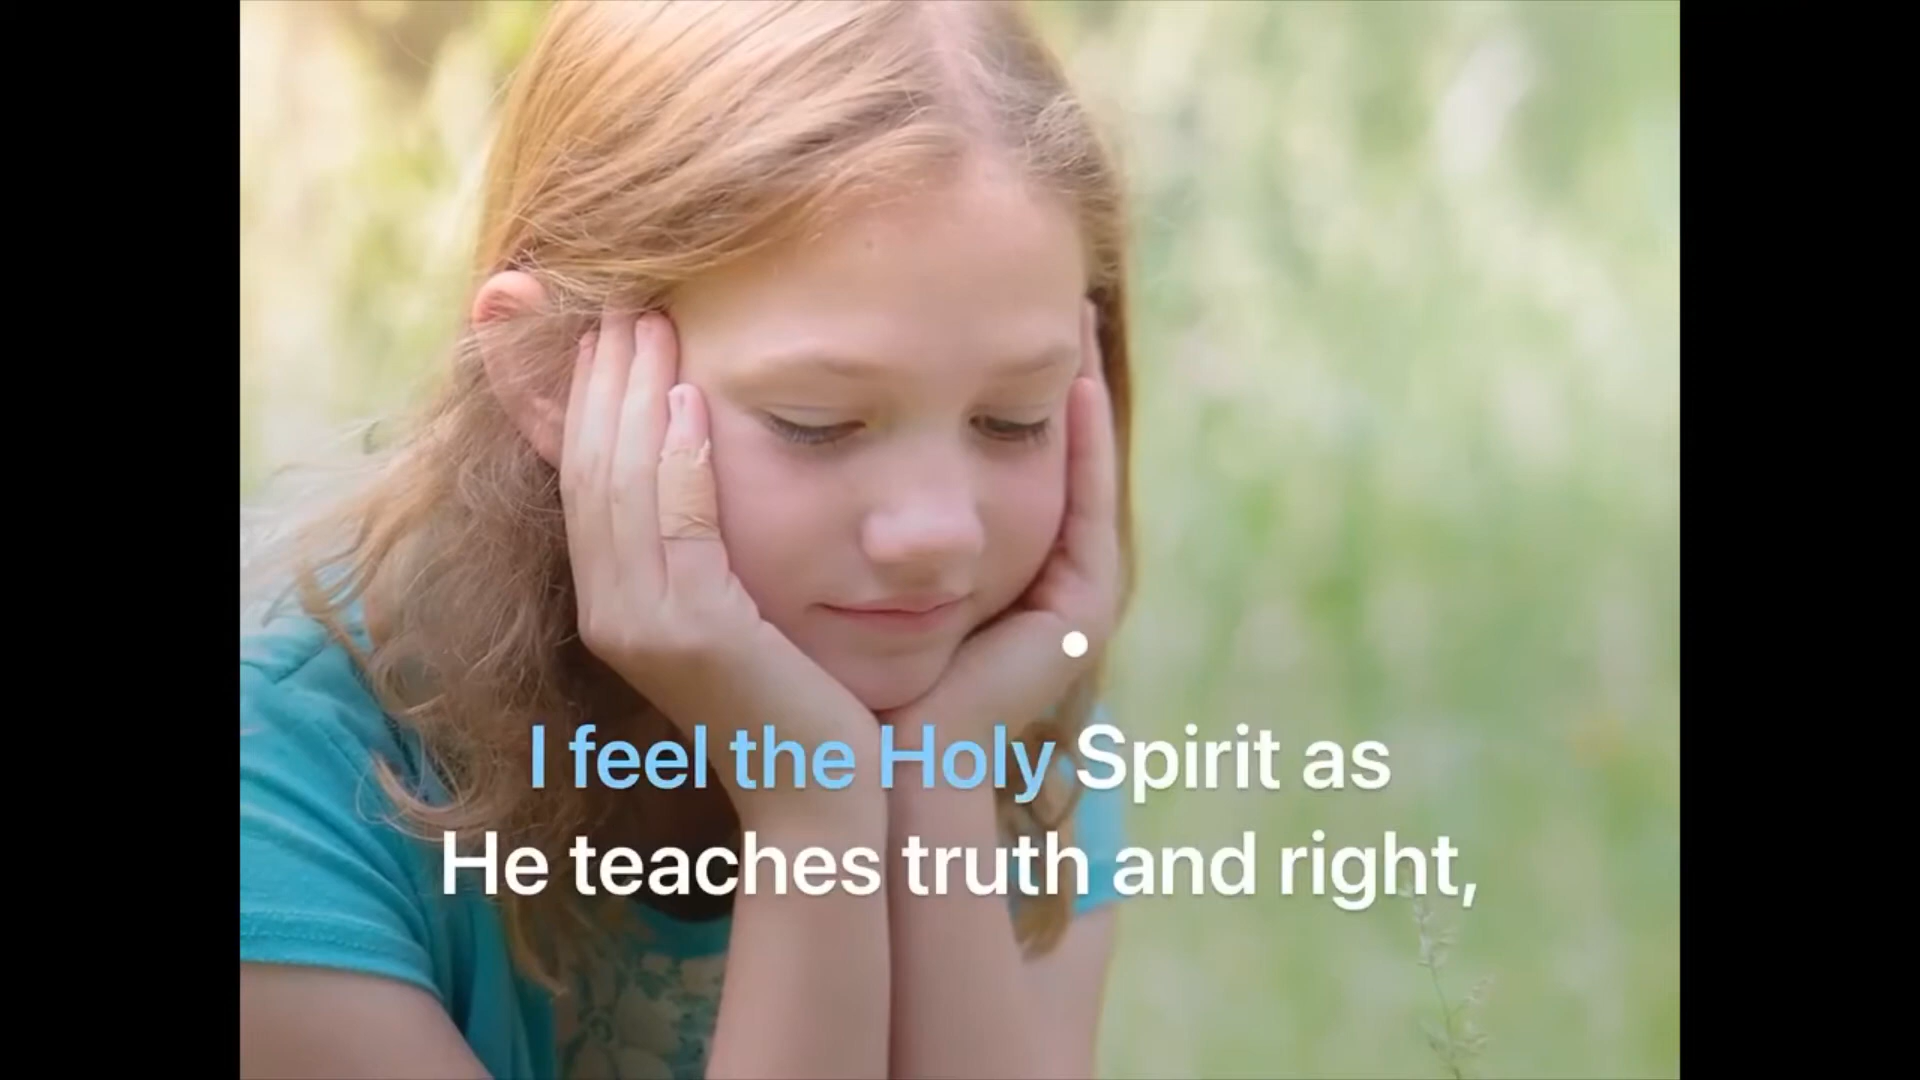 I feel the Holy Spirit as
He teaches truth and right,